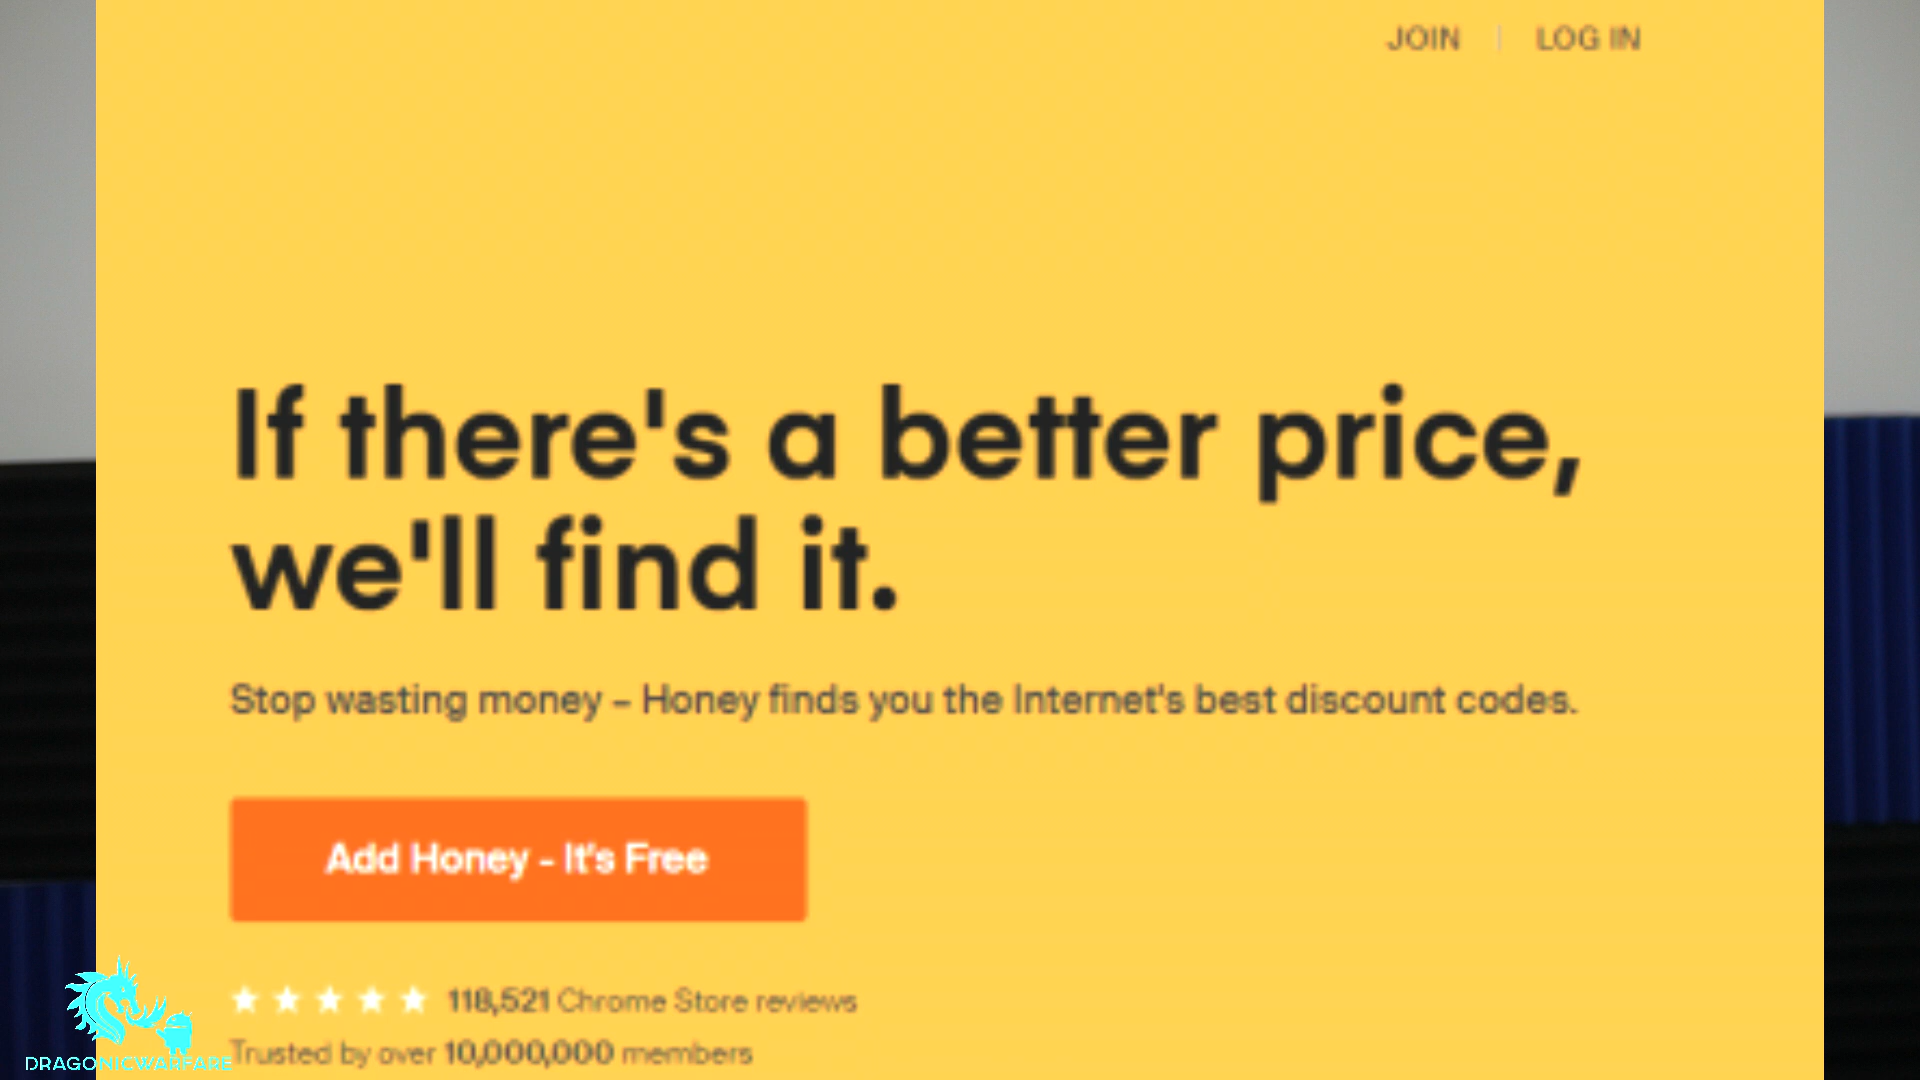 JOIN | LOG IN
If there's a better price,
we'll find it.
Stop wasting money – Honey finds you the Internet's best discount codes.
Add Honey - It's Free
118,521 Chrome Store reviews
Trusted by over 10,000,000 members
DRAGONICWARFARE